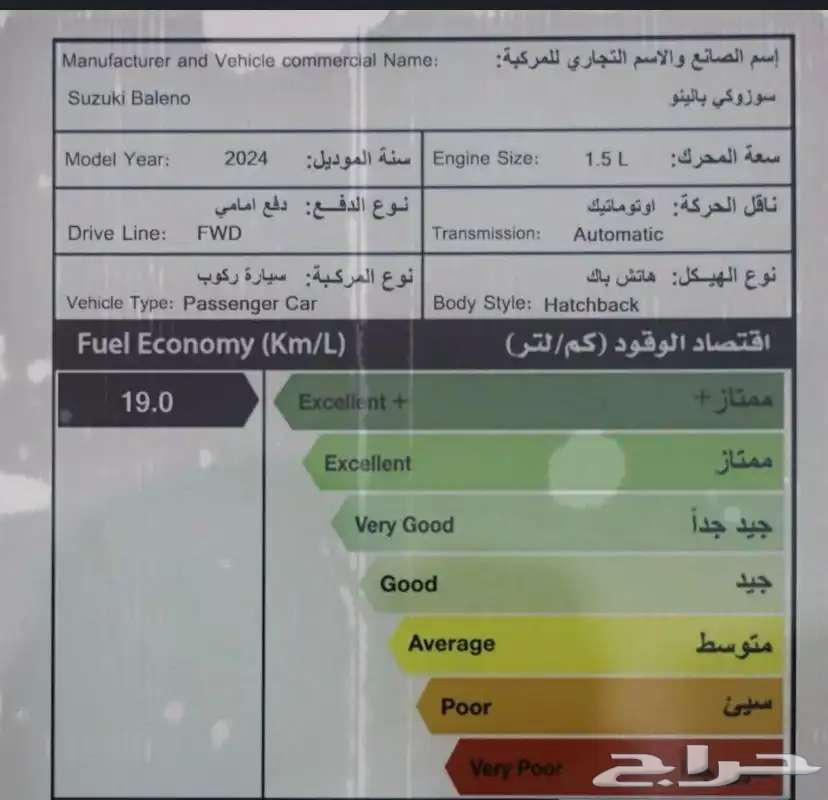 Manufacturer and Vehicle commercial Name: إسم الصانع والاسم التجاري للمركبة:
Suzuki Baleno سوزوكي بالينو
Model Year: 2024 سنة الموديل:
Engine Size: 1.5 L سعة المحرك:
نوع الدفـــع: دفع امامي
Drive Line: FWD
ناقل الحركة: اوتوماتيك
Transmission: Automatic
نوع المركـبة: سيارة ركوب
Vehicle Type: Passenger Car
نوع الهيـكل: هاتش باك
Body Style: Hatchback
Fuel Economy (Km/L) اقتصاد الوقود (كم/لتر)
19.0
Excellent + ممتاز +
Excellent ممتاز
Very Good جيد جداً
Good جيد
Average متوسط
Poor سيئ
Very Poor
حراج